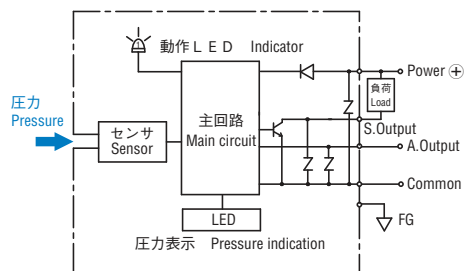 動作ＬＥＤ Indicator
Power ⊕
負荷
Load
圧力
Pressure
主回路
Main circuit
センサ
Sensor
S.Output
A.Output
Common
LED
FG
圧力表示 Pressure indication